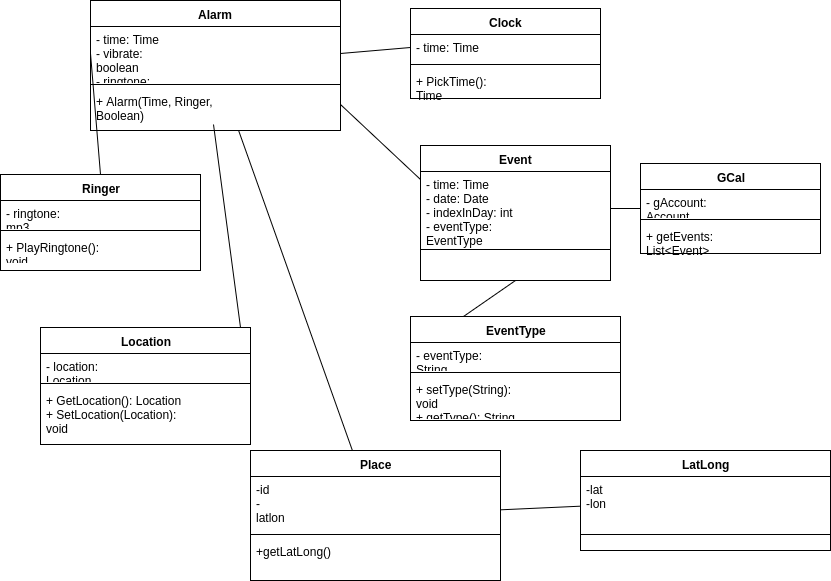 Alarm
- time: Time
- vibrate:
boolean
- ringtone:
+ Alarm(Time, Ringer,
Boolean)
Clock
- time: Time
+ PickTime():
Time
Event
- time: Time
- date: Date
- indexInDay: int
- eventType:
EventType
GCal
- gAccount:
Account
+ getEvents:
List<Event>
Ringer
- ringtone:
mp3
+ PlayRingtone():
void
EventType
- eventType:
String
+ setType(String):
void
+ getType(): String
Location
- location:
Location
+ GetLocation(): Location
+ SetLocation(Location):
void
Place
-id
-
latlon
+getLatLong()
LatLong
-lat
-lon